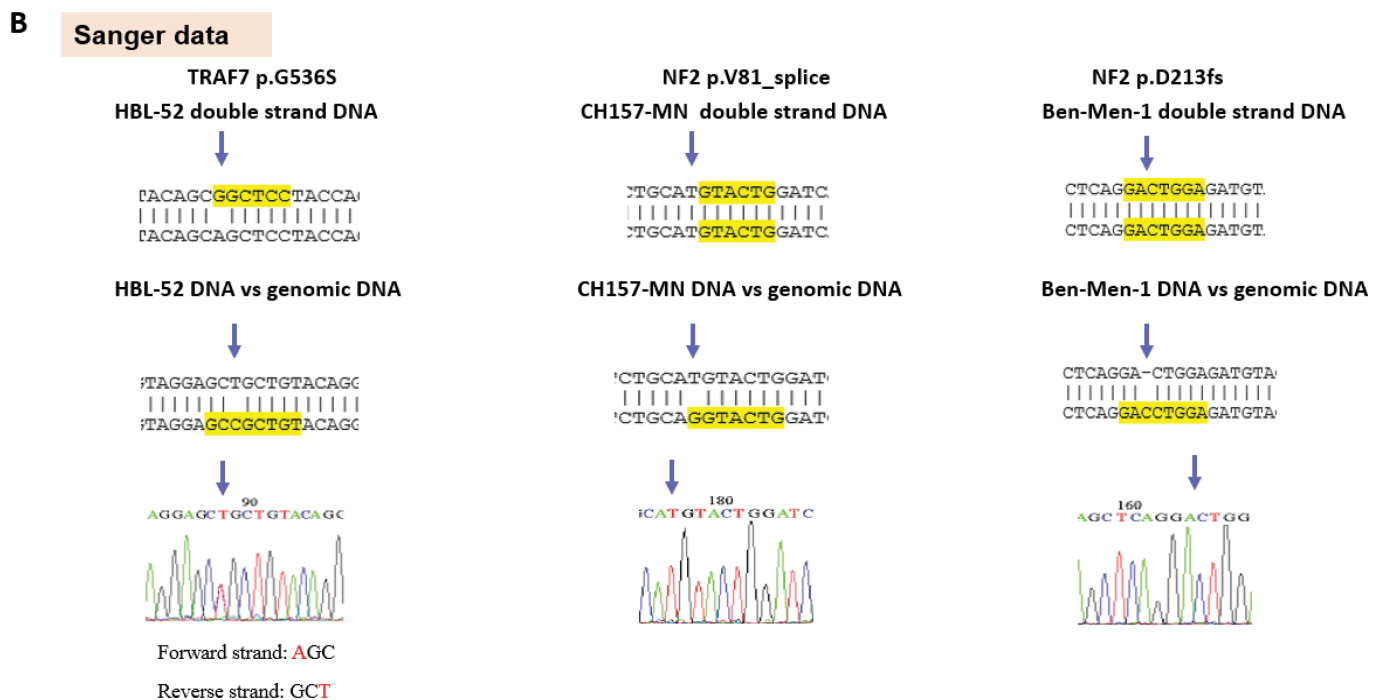 B
Sanger data
TRAF7 p.G536S
HBL-52 double strand DNA
TACAGCGGCTCCTACCA
| | | | | | | | | | | | | | | |
TACAGCAGCTCCTACCA
HBL-52 DNA vs genomic DNA
TAGGAGCTGCTGTACAGG
| | | | | | | | | | | | | | | | |
TAGGAGCCGCTGTACAGG
90
AGGAGCTGCTGTACAGG
Forward strand: AGC
Reverse strand: GCT
NF2 p.V81_splice
CH157-MN double strand DNA
CTGCATGTACTGGATC
| | | | | | | | | | | | | | | |
CTGCATGTACTGGATC
CH157-MN DNA vs genomic DNA
CTGCATGTACTGGAT
| | | | | | | | | | | | | |
CTGCAGGTACTGGAT
180
GCATGTACTGGATC
NF2 p.D213fs
Ben-Men-1 double strand DNA
CTCAGGACTGGAGATGT
| | | | | | | | | | | | | | | | |
CTCAGGACTGGAGATGT
Ben-Men-1 DNA vs genomic DNA
CTCAGGA-CTGGAGATGTA
| | | | | | | | | | | | | | | | | |
CTCAGGACCTGGAGATGTA
160
AGCTCAGGACTGG